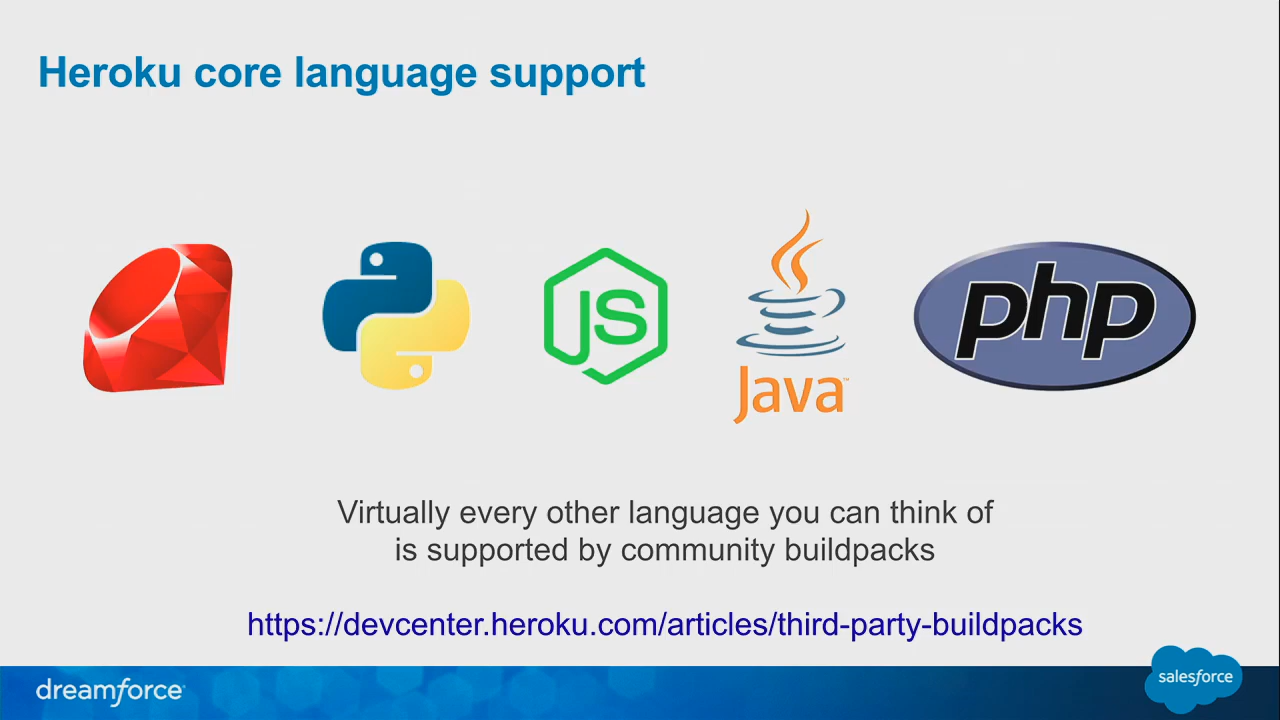 Heroku core language support
JS
Java™
php
Virtually every other language you can think of
is supported by community buildpacks
https://devcenter.heroku.com/articles/third-party-buildpacks
dreamforce
salesforce